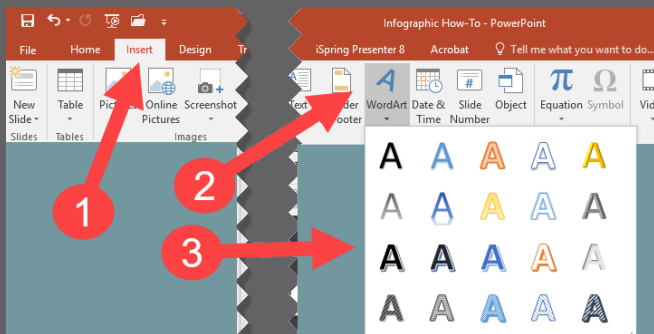 Infographic How-To - PowerPoint
File Home Insert Design Tr iSpring Presenter 8 Acrobat Tell me what you want to do...
New Slide Table Online Pictures Screenshot WordArt Date & Time # Slide Number Object π Equation Ω Symbol
Slides Tables Images
1
2
3
A A A A A
A A A A A
A A A A A
A A A A A